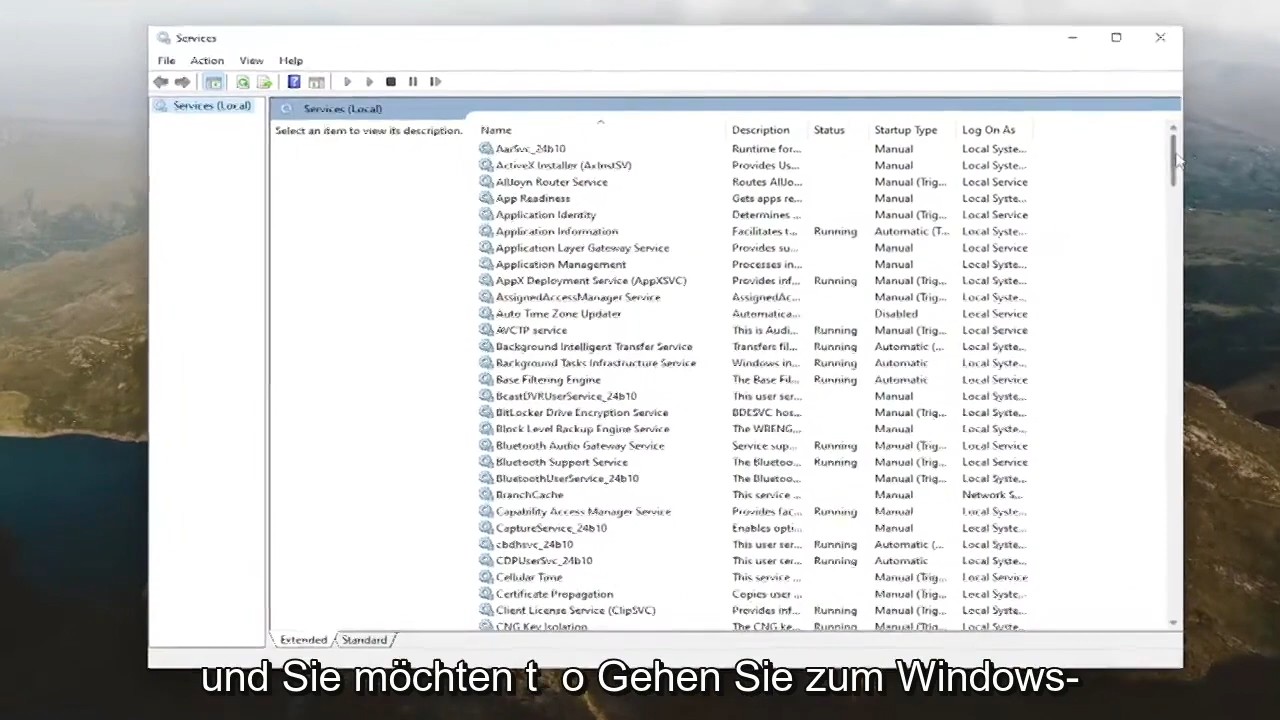 Services
File Action View Help
Services (Local) Services (Local)
Select an item to view its description.
Name Description Status Startup Type Log On As
AarSvc_24b10 Runtime for... Manual Local Syste...
ActiveX Installer (AxInstSV) Provides Us... Manual Local Syste...
AllJoyn Router Service Routes AllJo... Manual (Trig... Local Service
App Readiness Gets apps re... Manual Local Syste...
Application Identity Determines ... Manual (Trig... Local Service
Application Information Facilitates t... Running Automatic (T... Local Syste...
Application Layer Gateway Service Provides su... Manual Local Service
Application Management Processes in... Manual Local Syste...
AppX Deployment Service (AppXSVC) Provides inf... Running Manual (Trig... Local Syste...
AssignedAccessManager Service AssignedAc... Manual (Trig... Local Syste...
Auto Time Zone Updater Automatica... Disabled Local Service
AVCTP service This is Audi... Running Manual (Trig... Local Service
Background Intelligent Transfer Service Transfers fil... Running Automatic (... Local Syste...
Background Tasks Infrastructure Service Windows in... Running Automatic Local Syste...
Base Filtering Engine The Base Fil... Running Automatic Local Service
BcastDVRUserService_24b10 This user ser... Manual Local Syste...
BitLocker Drive Encryption Service BDESVC hos... Manual (Trig... Local Syste...
Block Level Backup Engine Service The WBENG... Manual Local Syste...
Bluetooth Audio Gateway Service Service sup... Running Manual (Trig... Local Service
Bluetooth Support Service The Bluetoo... Running Manual (Trig... Local Service
BluetoothUserService_24b10 The Bluetoo... Manual (Trig... Local Syste...
BranchCache This service ... Manual Network S...
Capability Access Manager Service Provides fac... Running Manual Local Syste...
CaptureService_24b10 Enables opti... Manual Local Syste...
cbdhsvc_24b10 This user ser... Running Automatic (... Local Syste...
CDPUserSvc_24b10 This user ser... Running Automatic Local Syste...
Cellular Time This service ... Manual (Trig... Local Service
Certificate Propagation Copies user ... Manual (Trig... Local Syste...
Client License Service (ClipSVC) Provides inf... Running Manual (Trig... Local Syste...
CNG Key Isolation The CNG ke... Running Manual (Trig... Local Syste...
Extended Standard
und Sie möchten t o Gehen Sie zum Windows-